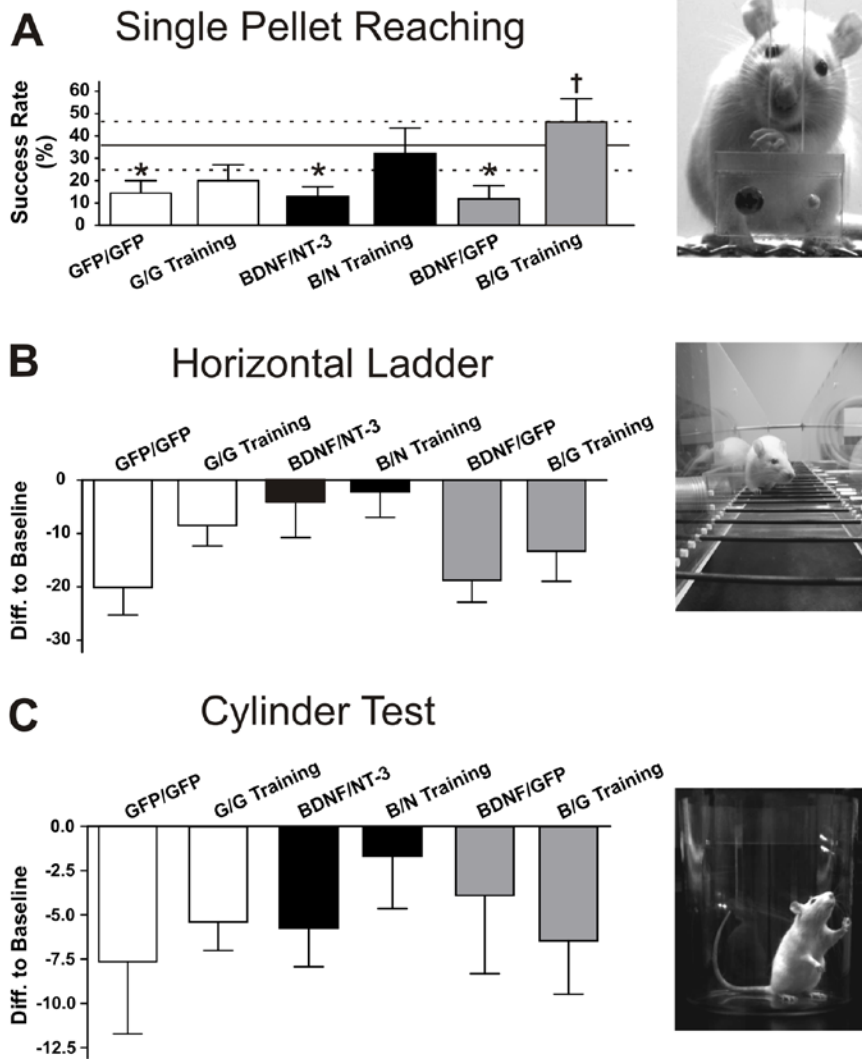 A
Single Pellet Reaching
Success Rate
(%)
60
50
40
30
20
10
0
†
*
*
*
GFP/GFP
G/G Training
BDNF/NT-3
B/N Training
BDNF/GFP
B/G Training
B
Horizontal Ladder
GFP/GFP
G/G Training
BDNF/NT-3
B/N Training
BDNF/GFP
B/G Training
Diff. to Baseline
0
-10
-20
-30
C
Cylinder Test
GFP/GFP
G/G Training
BDNF/NT-3
B/N Training
BDNF/GFP
B/G Training
Diff. to Baseline
0.0
-2.5
-5.0
-7.5
-10.0
-12.5